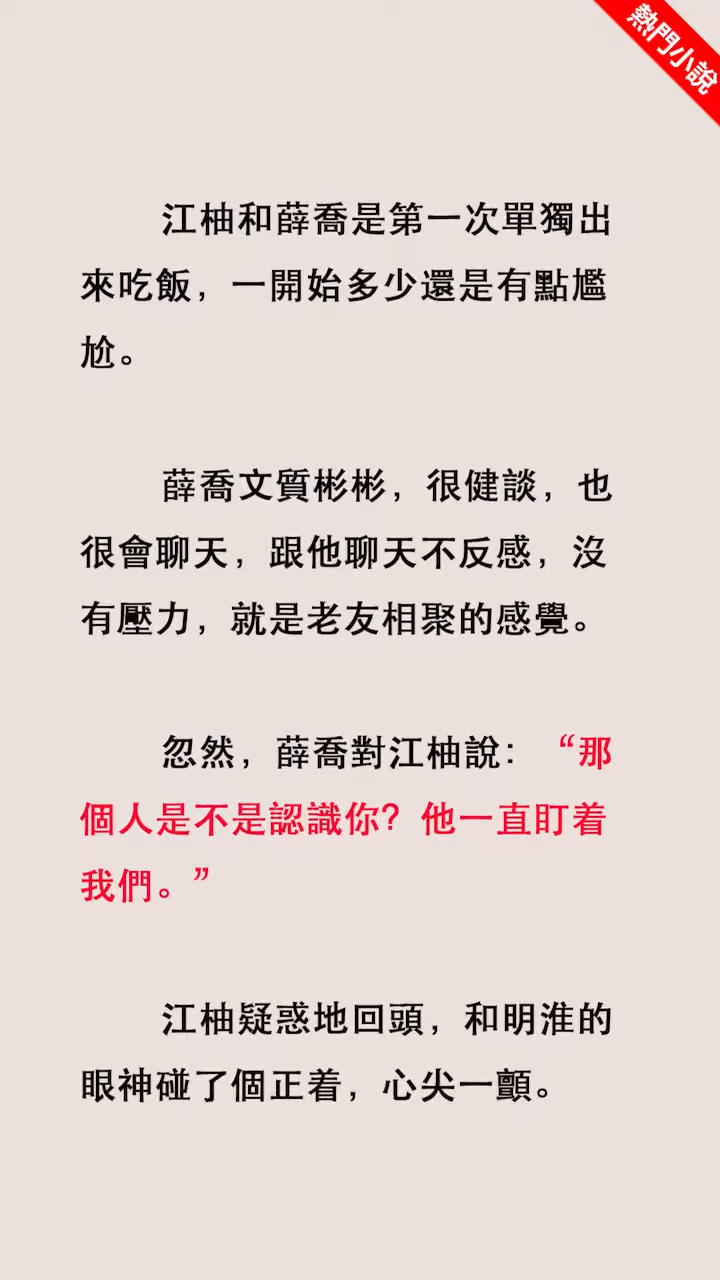 熱門小說
江柚和薛喬是第一次單獨出
來吃飯，一開始多少還是有點尷
尬。
薛喬文質彬彬，很健談，也
很會聊天，跟他聊天不反感，沒
有壓力，就是老友相聚的感覺。
忽然，薛喬對江柚說：“那
個人是不是認識你？他一直盯着
我們。”
江柚疑惑地回頭，和明淮的
眼神碰了個正着，心尖一顫。